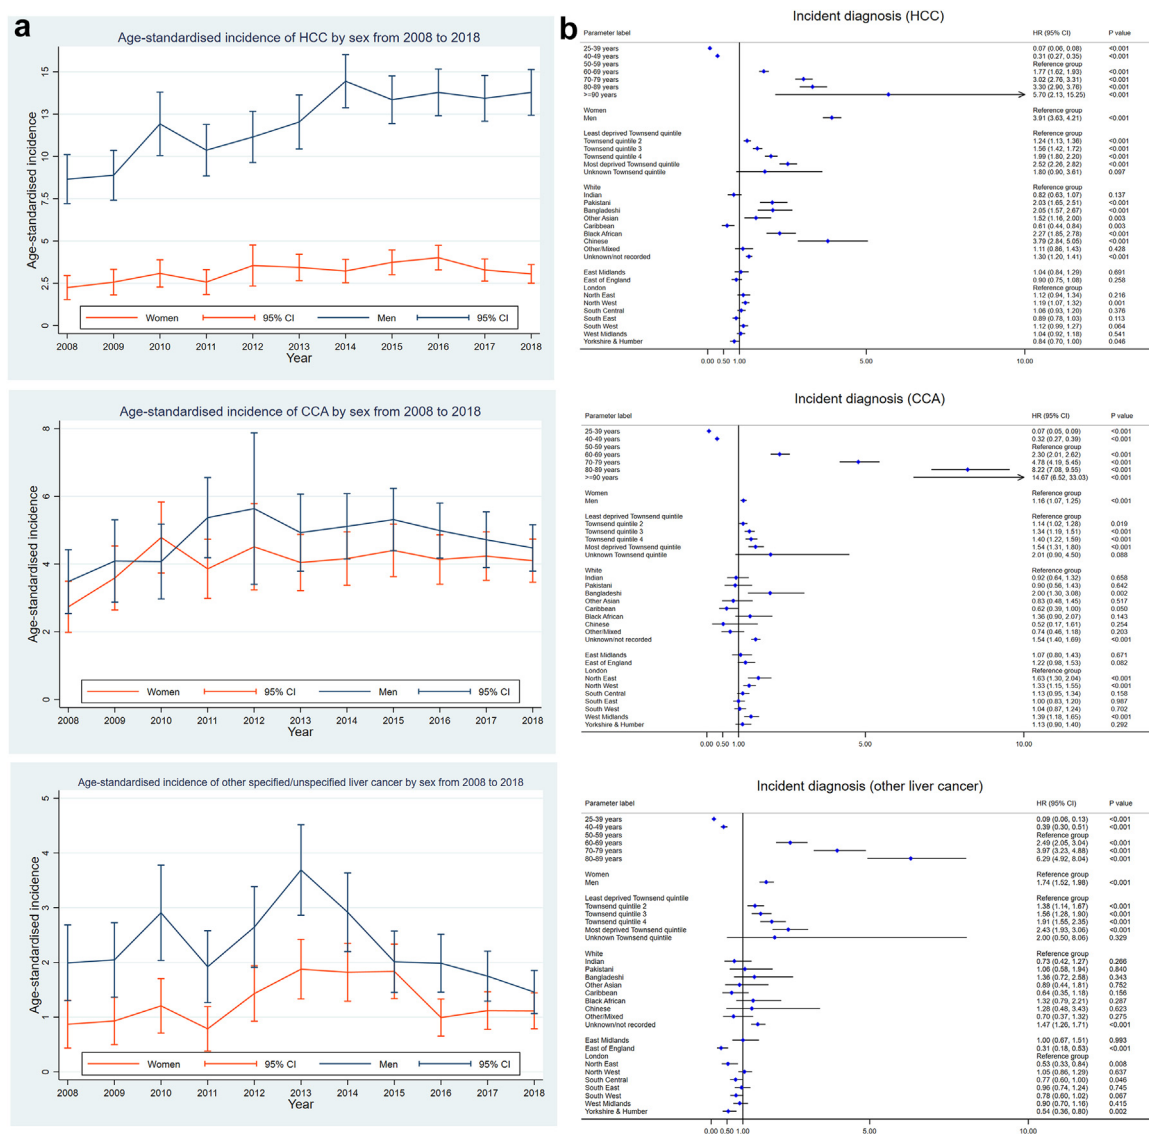 a
Age-standardised incidence of HCC by sex from 2008 to 2018
Age-standardised incidence
15
13
10
7.5
5
2.5
0
Women 95% CI Men 95% CI
2008 2009 2010 2011 2012 2013 2014 2015 2016 2017 2018
Year
Age-standardised incidence of CCA by sex from 2008 to 2018
Age-standardised incidence
8
6
4
2
0
Women 95% CI Men 95% CI
2008 2009 2010 2011 2012 2013 2014 2015 2016 2017 2018
Year
Age-standardised incidence of other specified/unspecified liver cancer by sex from 2008 to 2018
Age-standardised incidence
5
4
3
2
1
0
Women 95% CI Men 95% CI
2008 2009 2010 2011 2012 2013 2014 2015 2016 2017 2018
Year
b
Incident diagnosis (HCC)
Parameter label HR (95% CI) P value
25-39 years 0.07 (0.06, 0.08) <0.001
40-49 years 0.31 (0.27, 0.35) <0.001
50-59 years Reference group
60-69 years 1.77 (1.62, 1.93) <0.001
70-79 years 3.02 (2.76, 3.31) <0.001
80-89 years 3.30 (2.90, 3.76) <0.001
>=90 years 5.70 (2.13, 15.25) <0.001
Women Reference group
Men 3.91 (3.63, 4.21) <0.001
Least deprived Townsend quintile Reference group
Townsend quintile 2 1.24 (1.13, 1.36) <0.001
Townsend quintile 3 1.56 (1.42, 1.72) <0.001
Townsend quintile 4 1.99 (1.80, 2.20) <0.001
Most deprived Townsend quintile 2.52 (2.26, 2.82) <0.001
Unknown Townsend quintile 1.80 (0.90, 3.61) 0.097
White Reference group
Indian 0.82 (0.63, 1.07) 0.137
Pakistani 2.03 (1.65, 2.51) <0.001
Bangladeshi 2.05 (1.57, 2.67) <0.001
Other Asian 1.52 (1.16, 2.00) 0.003
Caribbean 0.61 (0.44, 0.84) 0.003
Black African 2.27 (1.85, 2.78) <0.001
Chinese 3.79 (2.84, 5.05) <0.001
Other/Mixed 1.11 (0.86, 1.43) 0.428
Unknown/not recorded 1.30 (1.20, 1.41) <0.001
East Midlands 1.04 (0.84, 1.29) 0.691
East of England 0.90 (0.75, 1.08) 0.258
London Reference group
North East 1.12 (0.94, 1.34) 0.216
North West 1.19 (1.07, 1.32) 0.001
South Central 1.06 (0.93, 1.20) 0.376
South East 0.89 (0.78, 1.03) 0.113
South West 1.12 (0.99, 1.27) 0.064
West Midlands 1.04 (0.92, 1.18) 0.541
Yorkshire & Humber 0.84 (0.70, 1.00) 0.046
0.00 0.50 1.00 5.00 10.00
Incident diagnosis (CCA)
Parameter label HR (95% CI) P value
25-39 years 0.07 (0.05, 0.09) <0.001
40-49 years 0.32 (0.27, 0.39) <0.001
50-59 years Reference group
60-69 years 2.30 (2.01, 2.62) <0.001
70-79 years 4.78 (4.19, 5.45) <0.001
80-89 years 8.22 (7.08, 9.55) <0.001
>=90 years 14.67 (6.52, 33.03) <0.001
Women Reference group
Men 1.16 (1.07, 1.25) <0.001
Least deprived Townsend quintile Reference group
Townsend quintile 2 1.14 (1.02, 1.28) 0.019
Townsend quintile 3 1.34 (1.19, 1.51) <0.001
Townsend quintile 4 1.40 (1.22, 1.59) <0.001
Most deprived Townsend quintile 1.54 (1.31, 1.80) <0.001
Unknown Townsend quintile 2.01 (0.90, 4.50) 0.088
White Reference group
Indian 0.92 (0.64, 1.32) 0.658
Pakistani 0.90 (0.56, 1.43) 0.642
Bangladeshi 2.00 (1.30, 3.08) 0.002
Other Asian 0.83 (0.48, 1.45) 0.517
Caribbean 0.62 (0.39, 1.00) 0.050
Black African 1.36 (0.90, 2.07) 0.143
Chinese 0.52 (0.17, 1.61) 0.254
Other/Mixed 0.74 (0.46, 1.18) 0.203
Unknown/not recorded 1.54 (1.40, 1.69) <0.001
East Midlands 1.07 (0.80, 1.43) 0.671
East of England 1.22 (0.98, 1.53) 0.082
London Reference group
North East 1.63 (1.30, 2.04) <0.001
North West 1.33 (1.15, 1.55) <0.001
South Central 1.13 (0.95, 1.34) 0.158
South East 1.00 (0.83, 1.20) 0.987
South West 1.04 (0.87, 1.24) 0.702
West Midlands 1.39 (1.18, 1.65) <0.001
Yorkshire & Humber 1.13 (0.90, 1.40) 0.292
0.00 0.50 1.00 5.00 10.00
Incident diagnosis (other liver cancer)
Parameter label HR (95% CI) P value
25-39 years 0.09 (0.06, 0.13) <0.001
40-49 years 0.39 (0.30, 0.51) <0.001
50-59 years Reference group
60-69 years 2.49 (2.05, 3.04) <0.001
70-79 years 3.97 (3.23, 4.88) <0.001
80-89 years 6.29 (4.92, 8.04) <0.001
Women Reference group
Men 1.74 (1.52, 1.98) <0.001
Least deprived Townsend quintile Reference group
Townsend quintile 2 1.38 (1.14, 1.67) <0.001
Townsend quintile 3 1.56 (1.28, 1.90) <0.001
Townsend quintile 4 1.91 (1.55, 2.35) <0.001
Most deprived Townsend quintile 2.43 (1.93, 3.06) <0.001
Unknown Townsend quintile 2.00 (0.50, 8.06) 0.329
White Reference group
Indian 0.73 (0.42, 1.27) 0.266
Pakistani 1.06 (0.58, 1.94) 0.840
Bangladeshi 1.36 (0.72, 2.58) 0.343
Other Asian 0.89 (0.44, 1.81) 0.752
Caribbean 0.64 (0.35, 1.18) 0.156
Black African 1.32 (0.79, 2.21) 0.287
Chinese 1.28 (0.48, 3.43) 0.623
Other/Mixed 0.70 (0.37, 1.32) 0.275
Unknown/not recorded 1.47 (1.26, 1.71) <0.001
East Midlands 1.00 (0.67, 1.51) 0.993
East of England 0.31 (0.18, 0.53) <0.001
London Reference group
North East 0.53 (0.33, 0.84) 0.008
North West 1.05 (0.86, 1.29) 0.637
South Central 0.77 (0.60, 1.00) 0.046
South East 0.96 (0.74, 1.24) 0.745
South West 0.78 (0.60, 1.02) 0.067
West Midlands 0.90 (0.70, 1.16) 0.415
Yorkshire & Humber 0.54 (0.36, 0.80) 0.002
0.00 0.50 1.00 5.00 10.00